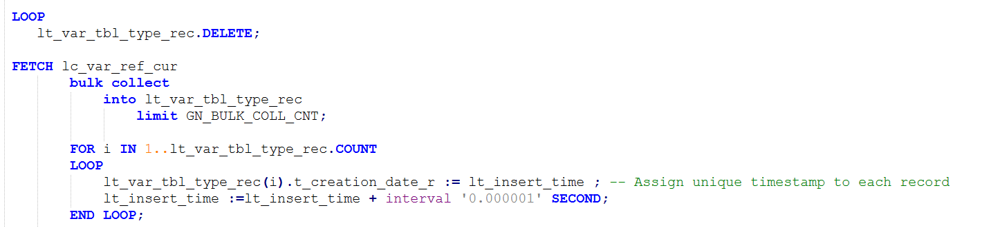 LOOP
lt_var_tbl_type_rec.DELETE;
FETCH lc_var_ref_cur
bulk collect
into lt_var_tbl_type_rec
limit GN_BULK_COLL_CNT;
FOR i IN 1..lt_var_tbl_type_rec.COUNT
LOOP
lt_var_tbl_type_rec(i).t_creation_date_r := lt_insert_time ; -- Assign unique timestamp to each record
lt_insert_time :=lt_insert_time + interval '0.000001' SECOND;
END LOOP;